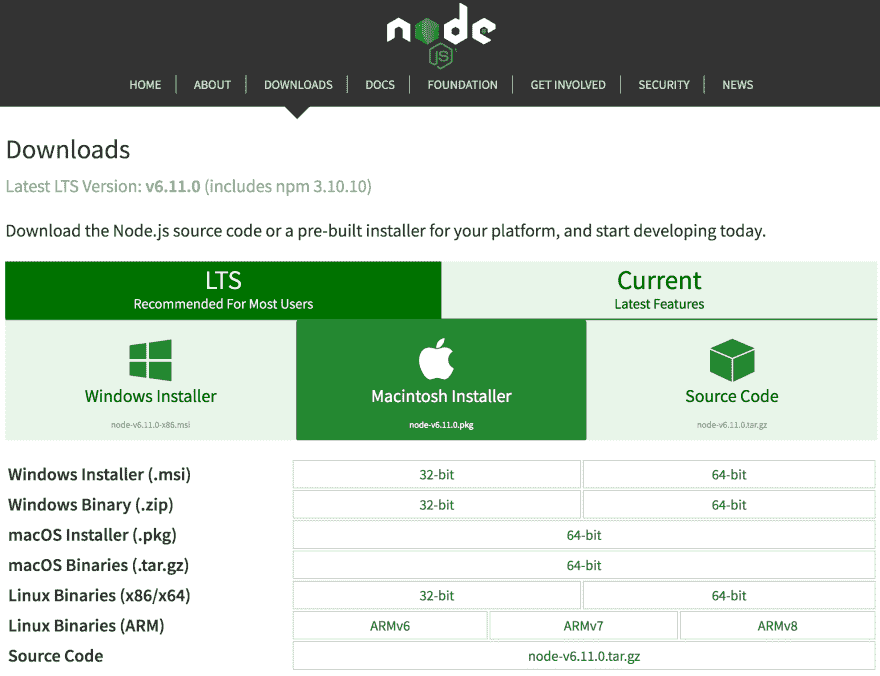 node
JS
HOME ABOUT DOWNLOADS DOCS FOUNDATION GET INVOLVED SECURITY NEWS
Downloads
Latest LTS Version: v6.11.0 (includes npm 3.10.10)
Download the Node.js source code or a pre-built installer for your platform, and start developing today.
LTS Current
Recommended For Most Users Latest Features
Windows Installer Macintosh Installer Source Code
node-v6.11.0-x86.msi node-v6.11.0.pkg node-v6.11.0.tar.gz
Windows Installer (.msi) 32-bit 64-bit
Windows Binary (.zip) 32-bit 64-bit
macOS Installer (.pkg) 64-bit
macOS Binaries (.tar.gz) 64-bit
Linux Binaries (x86/x64) 32-bit 64-bit
Linux Binaries (ARM) ARMv6 ARMv7 ARMv8
Source Code node-v6.11.0.tar.gz